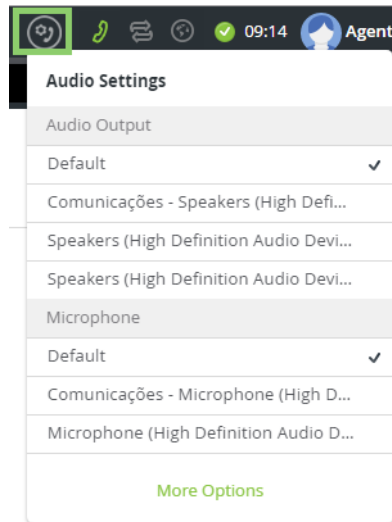 09:14 Agent
Audio Settings
Audio Output
Default
Comunicações - Speakers (High Defi...
Speakers (High Definition Audio Devi...
Speakers (High Definition Audio Devi...
Microphone
Default
Comunicações - Microphone (High D...
Microphone (High Definition Audio D...
More Options